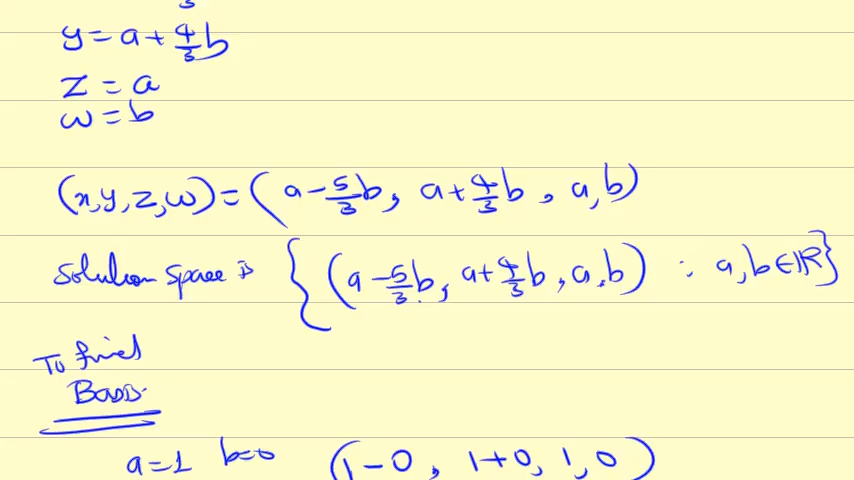 y = a + 4/3 b
z = a
w = b
(x, y, z, w) = (a - 5/3 b, a + 4/3 b, a, b)
Solution space is { (a - 5/3 b, a + 4/3 b, a, b) : a, b ∈ ℝ }
To find
Basis
a = 1 b = 0 (1 - 0, 1 + 0, 1, 0)